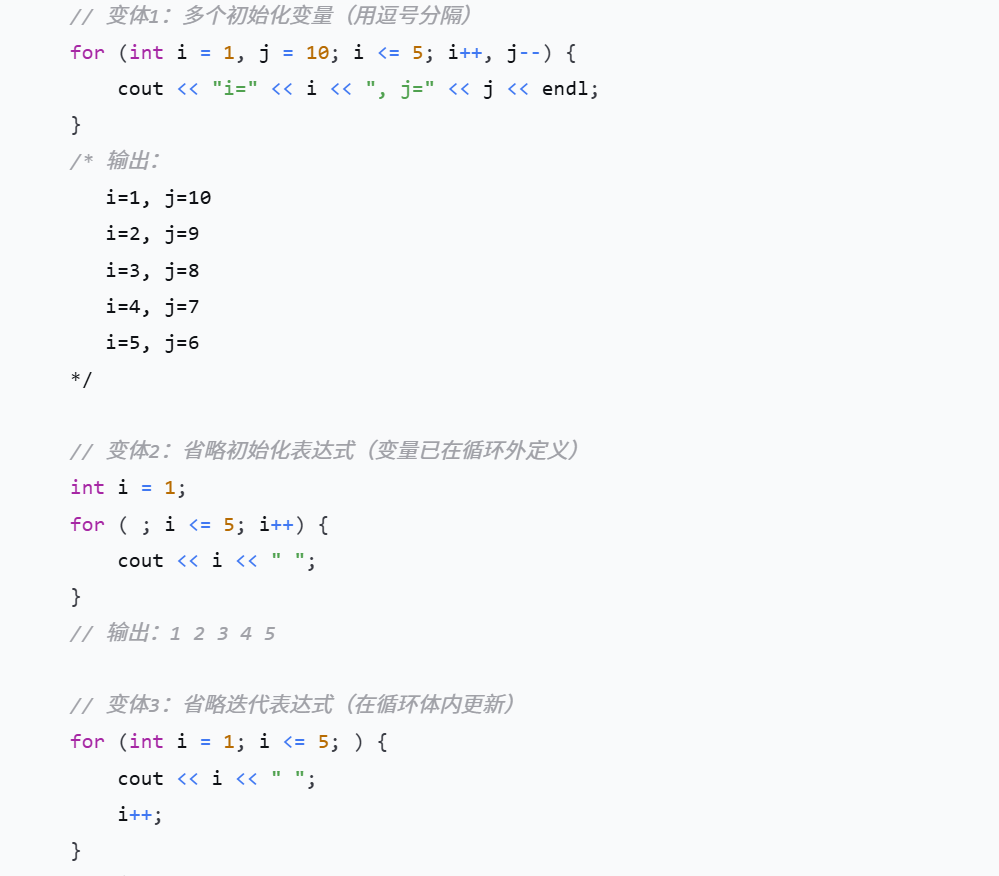 // 变体1：多个初始化变量（用逗号分隔）
for (int i = 1, j = 10; i <= 5; i++, j--) {
    cout << "i=" << i << ", j=" << j << endl;
}
/* 输出：
   i=1, j=10
   i=2, j=9
   i=3, j=8
   i=4, j=7
   i=5, j=6
*/
// 变体2：省略初始化表达式（变量已在循环外定义）
int i = 1;
for ( ; i <= 5; i++) {
    cout << i << " ";
}
// 输出：1 2 3 4 5
// 变体3：省略迭代表达式（在循环体内更新）
for (int i = 1; i <= 5; ) {
    cout << i << " ";
    i++;
}